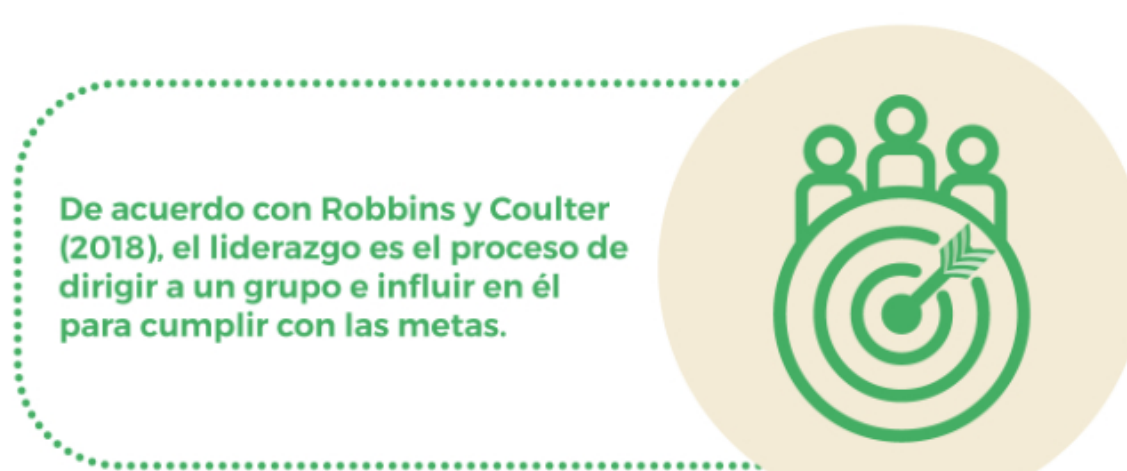 De acuerdo con Robbins y Coulter
(2018), el liderazgo es el proceso de
dirigir a un grupo e influir en él
para cumplir con las metas.